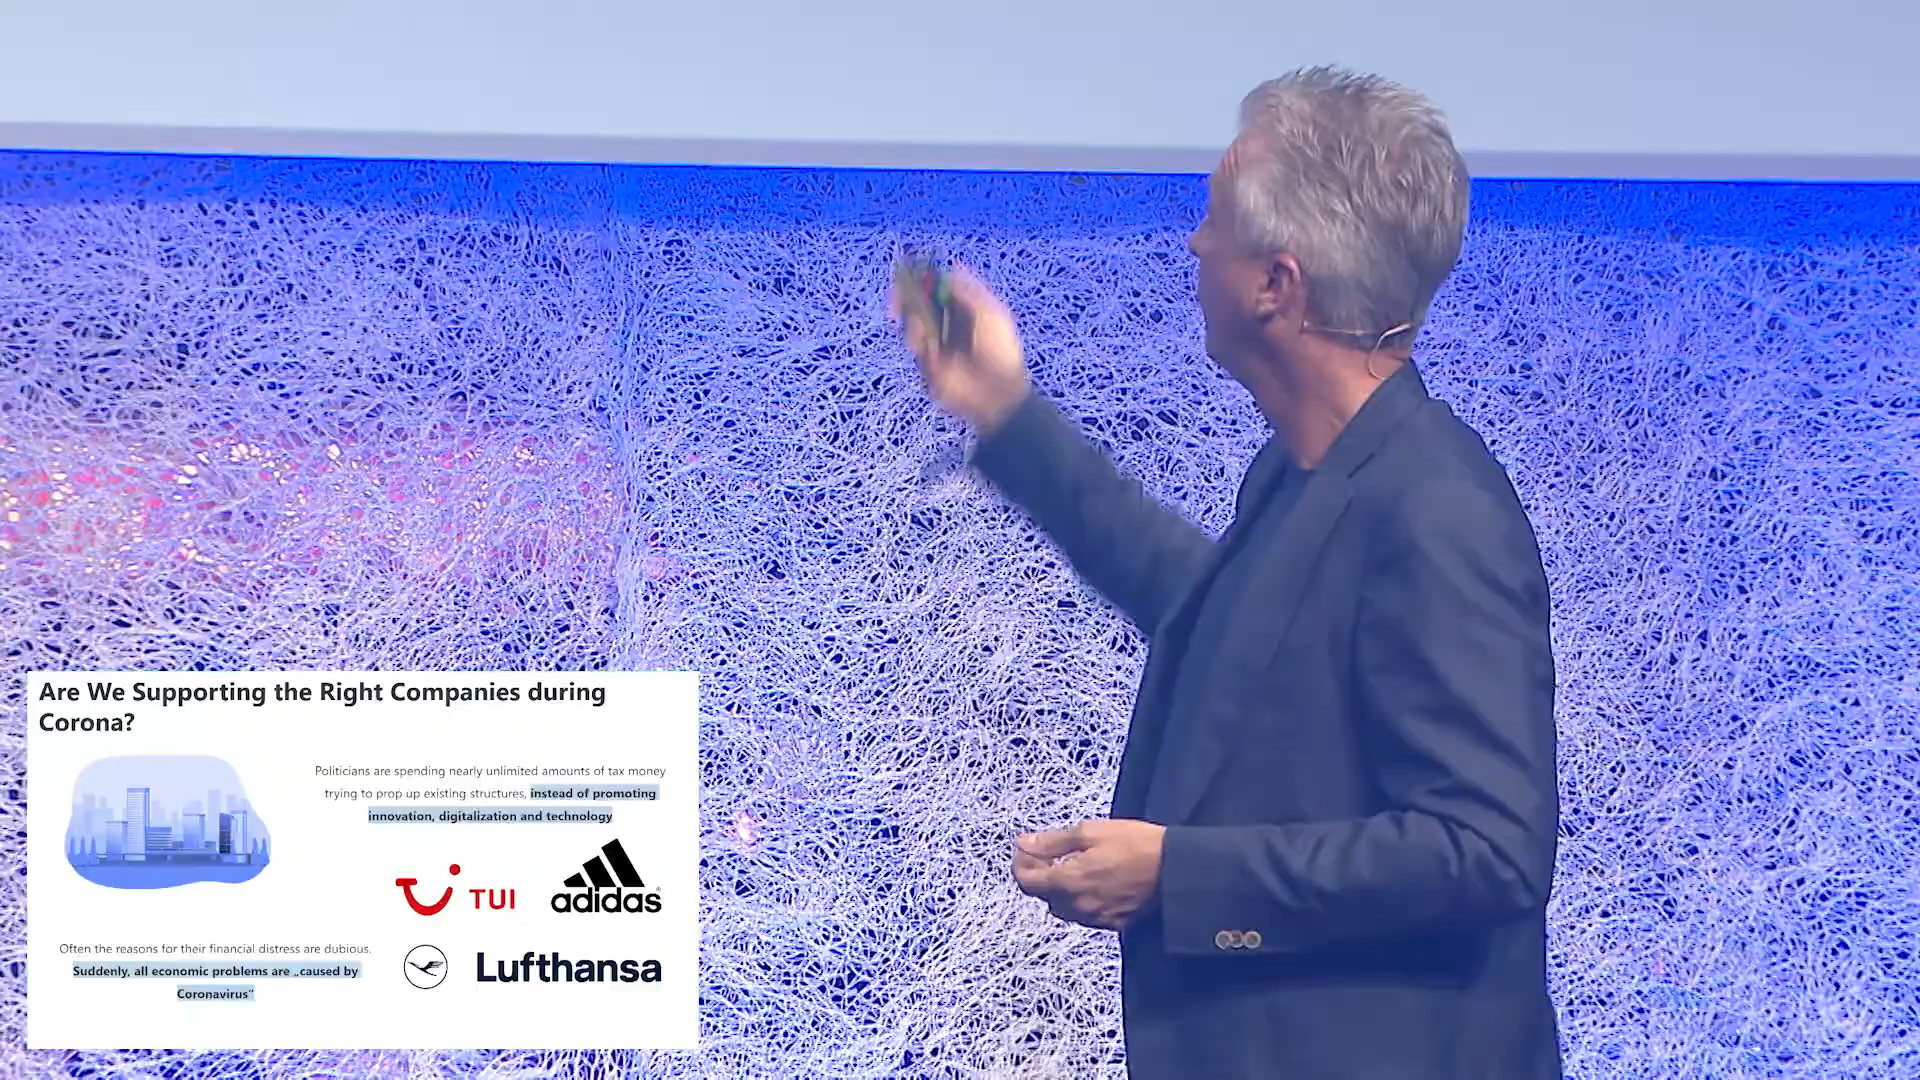 Are We Supporting the Right Companies during
Corona?
Politicians are spending nearly unlimited amounts of tax money
trying to prop up existing structures, instead of promoting
innovation, digitalization and technology
TUI
adidas
Often the reasons for their financial distress are dubious.
Suddenly, all economic problems are „caused by
Coronavirus“
Lufthansa